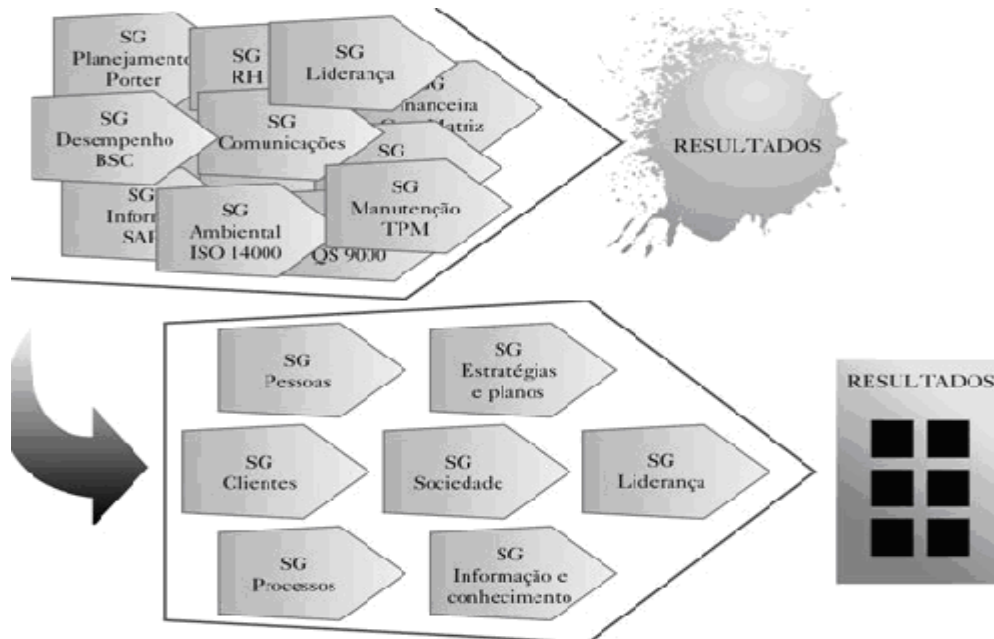 SG
Planejamento
Porter
SG
RH
SG
Liderança
SG
Desempenho
BSC
SG
Comunicações
SG
SG
Matriz
SG
SG
SG
Ambiental
ISO 14000
SG
Manutenção
TPM
QS 9000
RESULTADOS
SG
Pessoas
SG
Estratégias
e planos
SG
Clientes
SG
Sociedade
SG
Liderança
SG
Processos
SG
Informação e
conhecimento
RESULTADOS